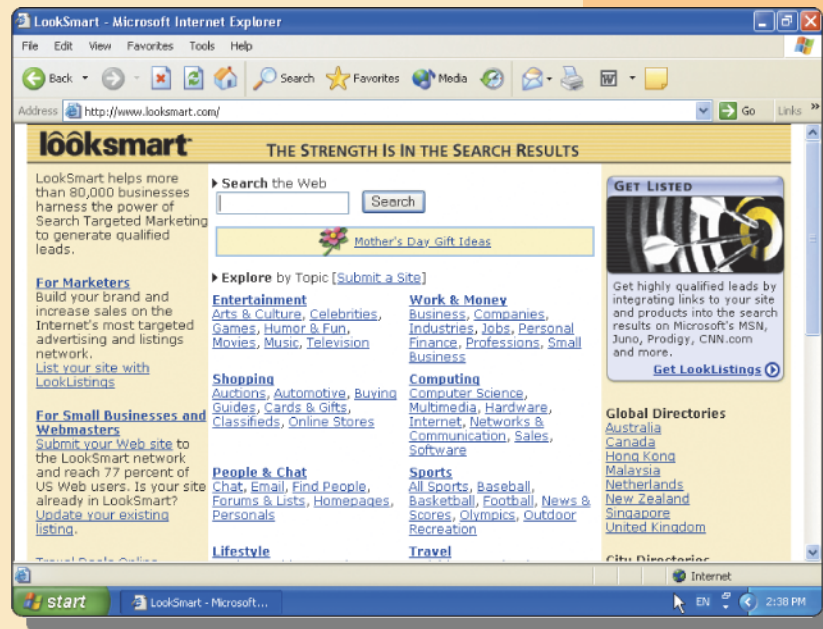 LookSmart - Microsoft Internet Explorer
File Edit View Favorites Tools Help
Back Search Favorites Media
Address http://www.looksmart.com/ Go Links »
lôôksmart
THE STRENGTH IS IN THE SEARCH RESULTS
LookSmart helps more
than 80,000 businesses
harness the power of
Search Targeted Marketing
to generate qualified
leads.
For Marketers
Build your brand and
increase sales on the
Internet's most targeted
advertising and listings
network.
List your site with
LookListings
For Small Businesses and
Webmasters
Submit your Web site to
the LookSmart network
and reach 77 percent of
US Web users. Is your site
already in LookSmart?
Update your existing
listing.
Travel Deals Online
Search the Web
Search
Mother's Day Gift Ideas
Explore by Topic [Submit a Site]
Entertainment
Arts & Culture, Celebrities,
Games, Humor & Fun,
Movies, Music, Television
Shopping
Auctions, Automotive, Buying
Guides, Cards & Gifts,
Classifieds, Online Stores
People & Chat
Chat, Email, Find People,
Forums & Lists, Homepages,
Personals
Lifestyle
Work & Money
Business, Companies,
Industries, Jobs, Personal
Finance, Professions, Small
Business
Computing
Computer Science,
Multimedia, Hardware,
Internet, Networks &
Communication, Sales,
Software
Sports
All Sports, Baseball,
Basketball, Football, News &
Scores, Olympics, Outdoor
Recreation
Travel
GET LISTED
Get highly qualified leads by
integrating links to your site
and products into the search
results on Microsoft's MSN,
Juno, Prodigy, CNN.com
and more.
Get LookListings
Global Directories
Australia
Canada
Hong Kong
Malaysia
Netherlands
New Zealand
Singapore
United Kingdom
City Directories
Internet
start LookSmart - Microsoft... EN 2:38 PM